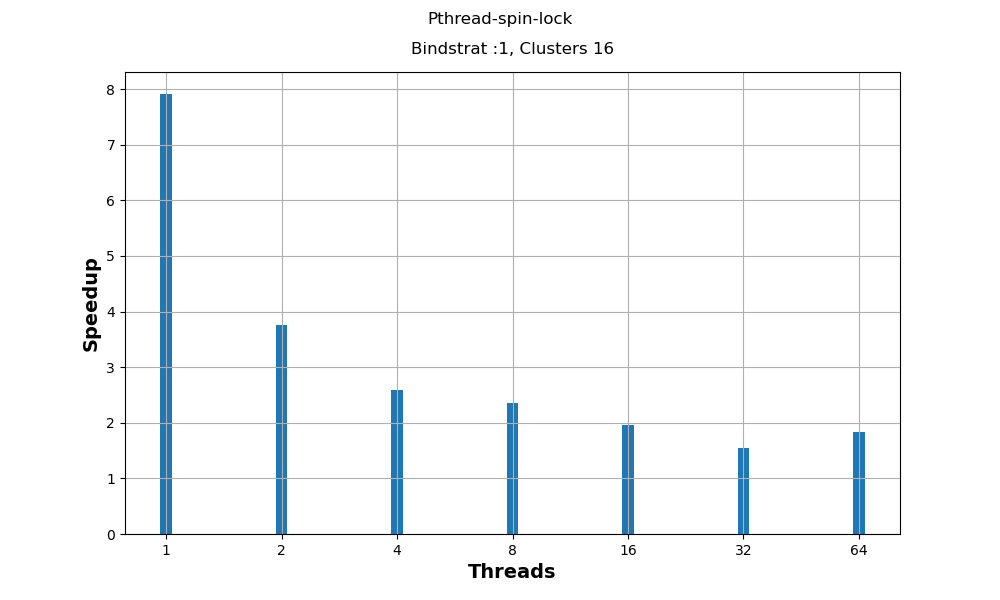 Pthread-spin-lock
Bindstrat :1, Clusters 16
8
7
6
5
4
3
2
1
0
Speedup
1 2 4 8 16 32 64
Threads